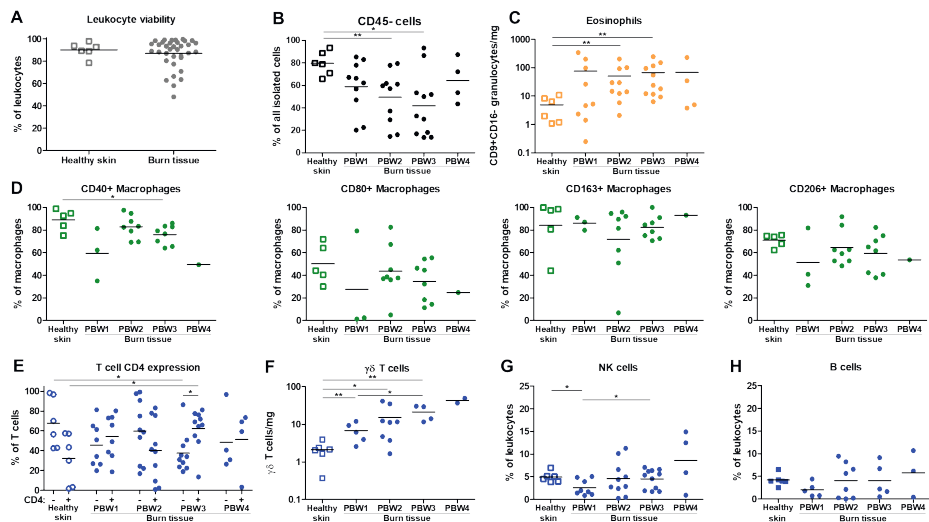 A
Leukocyte viability
% of leukocytes
100
80
60
40
20
0
Healthy skin
Burn tissue
B
CD45- cells
% of all isolated cells
100
80
60
40
20
0
*
**
Healthy skin
PBW1
PBW2
PBW3
PBW4
Burn tissue
C
Eosinophils
CD9+CD16- granulocytes/mg
1000
100
10
1
0.1
**
**
Healthy skin
PBW1
PBW2
PBW3
PBW4
Burn tissue
D
CD40+ Macrophages
% of macrophages
100
80
60
40
20
0
*
Healthy skin
PBW1
PBW2
PBW3
PBW4
Burn tissue
CD80+ Macrophages
% of macrophages
100
80
60
40
20
0
Healthy skin
PBW1
PBW2
PBW3
PBW4
Burn tissue
CD163+ Macrophages
% of macrophages
100
80
60
40
20
0
Healthy skin
PBW1
PBW2
PBW3
PBW4
Burn tissue
CD206+ Macrophages
% of macrophages
100
80
60
40
20
0
Healthy skin
PBW1
PBW2
PBW3
PBW4
Burn tissue
E
T cell CD4 expression
% of T cells
100
80
60
40
20
0
*
*
*
CD4: - + - + - + - + - +
Healthy skin
PBW1
PBW2
PBW3
PBW4
Burn tissue
F
γδ T cells
γδ T cells/mg
100
10
1
0.1
**
*
**
*
Healthy skin
PBW1
PBW2
PBW3
PBW4
Burn tissue
G
NK cells
% of leukocytes
25
20
15
10
5
0
*
*
Healthy skin
PBW1
PBW2
PBW3
PBW4
Burn tissue
H
B cells
% of leukocytes
25
20
15
10
5
0
Healthy skin
PBW1
PBW2
PBW3
PBW4
Burn tissue